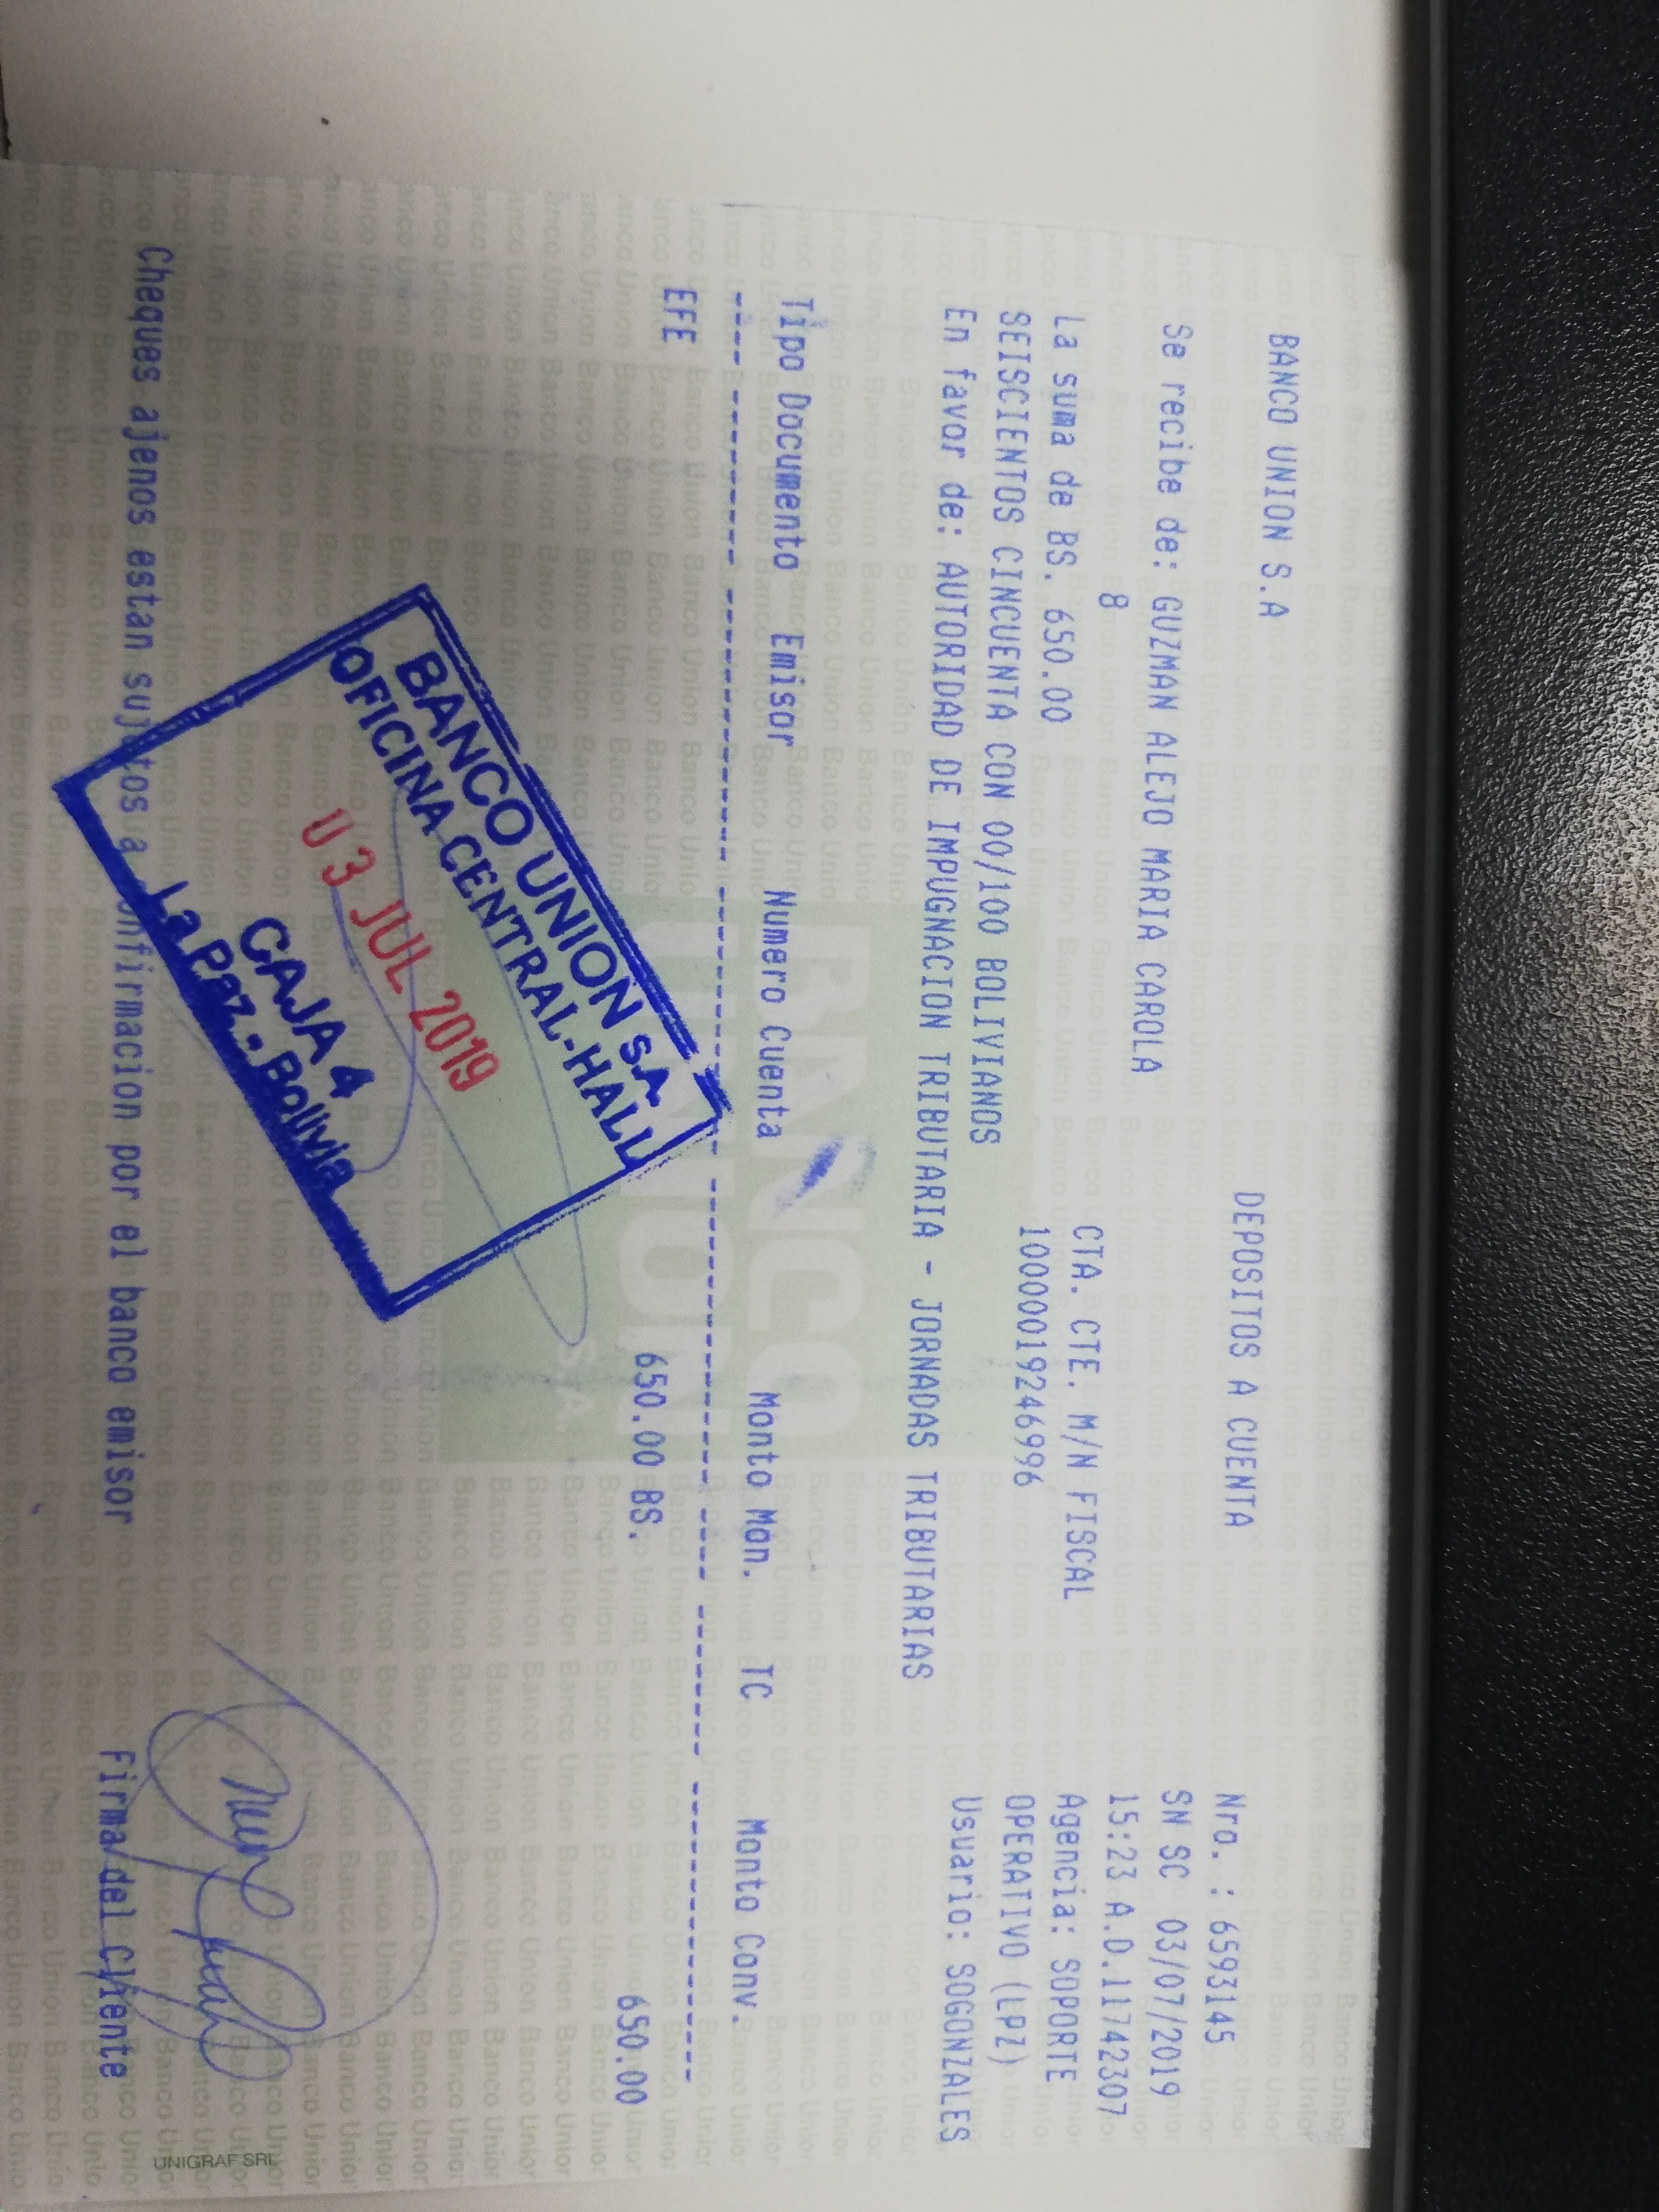 BANCO UNION S.A
DEPOSITOS A CUENTA
Nro. : 6593145
SN SC 03/07/2019
15:23 A.D.11742307
Agencia: SOPORTE
OPERATIVO (LPZ)
Usuario: SOGONZALES
Se recibe de: GUZMAN ALEJO MARIA CAROLA
8
CTA. CTE. M/N FISCAL
10000019246996
La suma de BS. 650.00
SEISCIENTOS CINCUENTA CON 00/100 BOLIVIANOS
En favor de: AUTORIDAD DE IMPUGNACION TRIBUTARIA - JORNADAS TRIBUTARIAS
Tipo Documento Emisor Numero Cuenta Monto Mon. TC Monto Conv.
EFE 650.00 BS. 650.00
BANCO UNION S.A.
BANCO UNION S.A.
OFICINA CENTRAL-HALL
03 JUL 2019
CAJA 4
La Paz - Bolivia
Cheques ajenos estan sujetos a confirmacion por el banco emisor
Firma del Cliente
UNIGRAF SRL